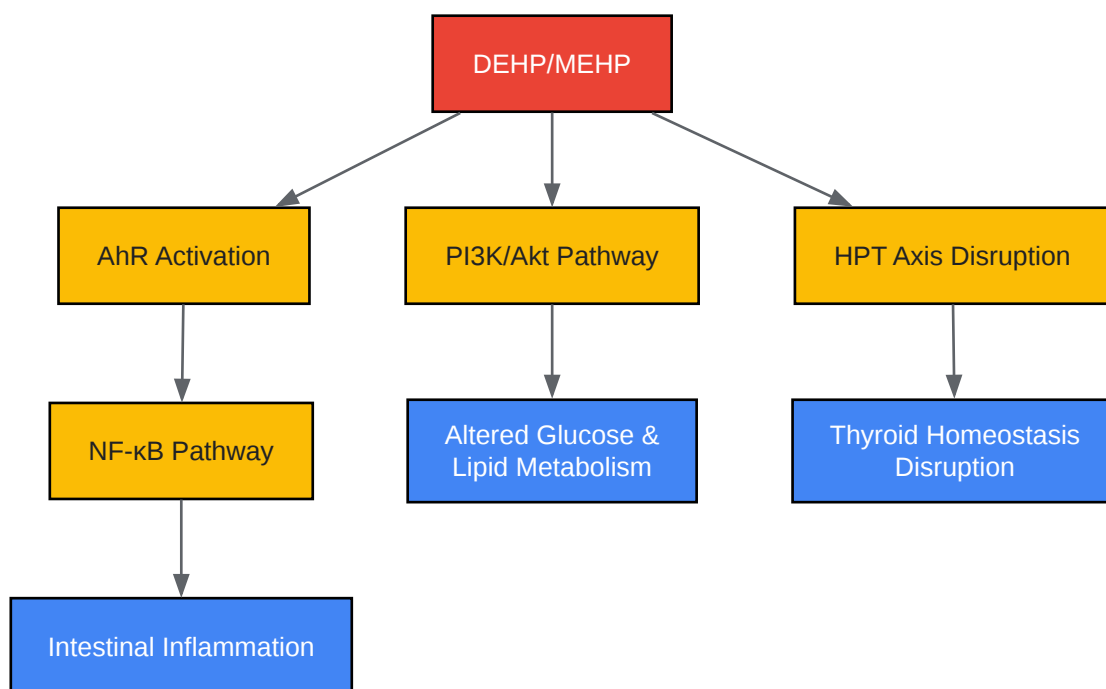 DEHP/MEHP
AhR Activation
PI3K/Akt Pathway
HPT Axis Disruption
NF-κB Pathway
Altered Glucose &
Lipid Metabolism
Thyroid Homeostasis
Disruption
Intestinal Inflammation